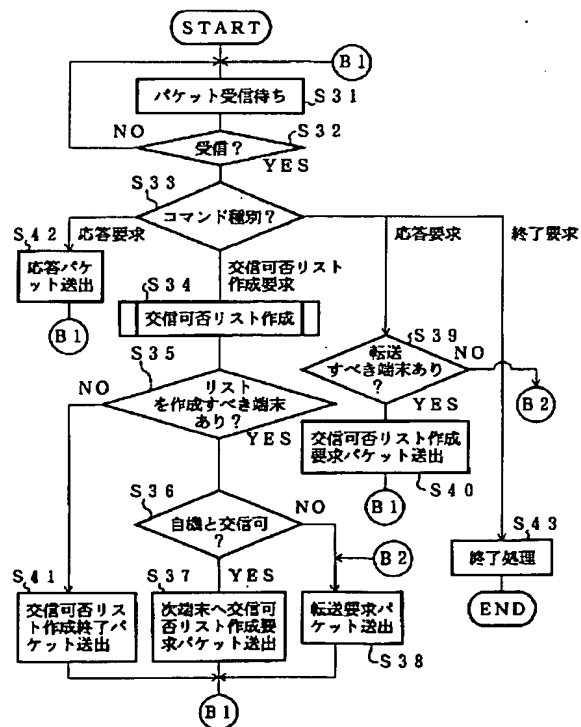 START
B1
パケット受信待ち
S31
NO
受信?
S32
YES
S33
コマンド種別?
S42
応答要求
応答要求
終了要求
応答パケ
ット送出
B1
交信可否リスト
作成要求
S34
交信可否リスト作成
S39
転送
すべき端末あり
?
NO
YES
B2
S35
NO
リスト
を作成すべき端末
あり?
YES
交信可否リスト作成
要求パケット送出
B1
S40
S36
NO
自機と交信可
?
YES
B2
S43
終了処理
END
S41
交信可否リス
ト作成終了パ
ケット送出
S37
次端末へ交信可
否リスト作成要
求パケット送出
転送要求パケ
ット送出
S38
B1